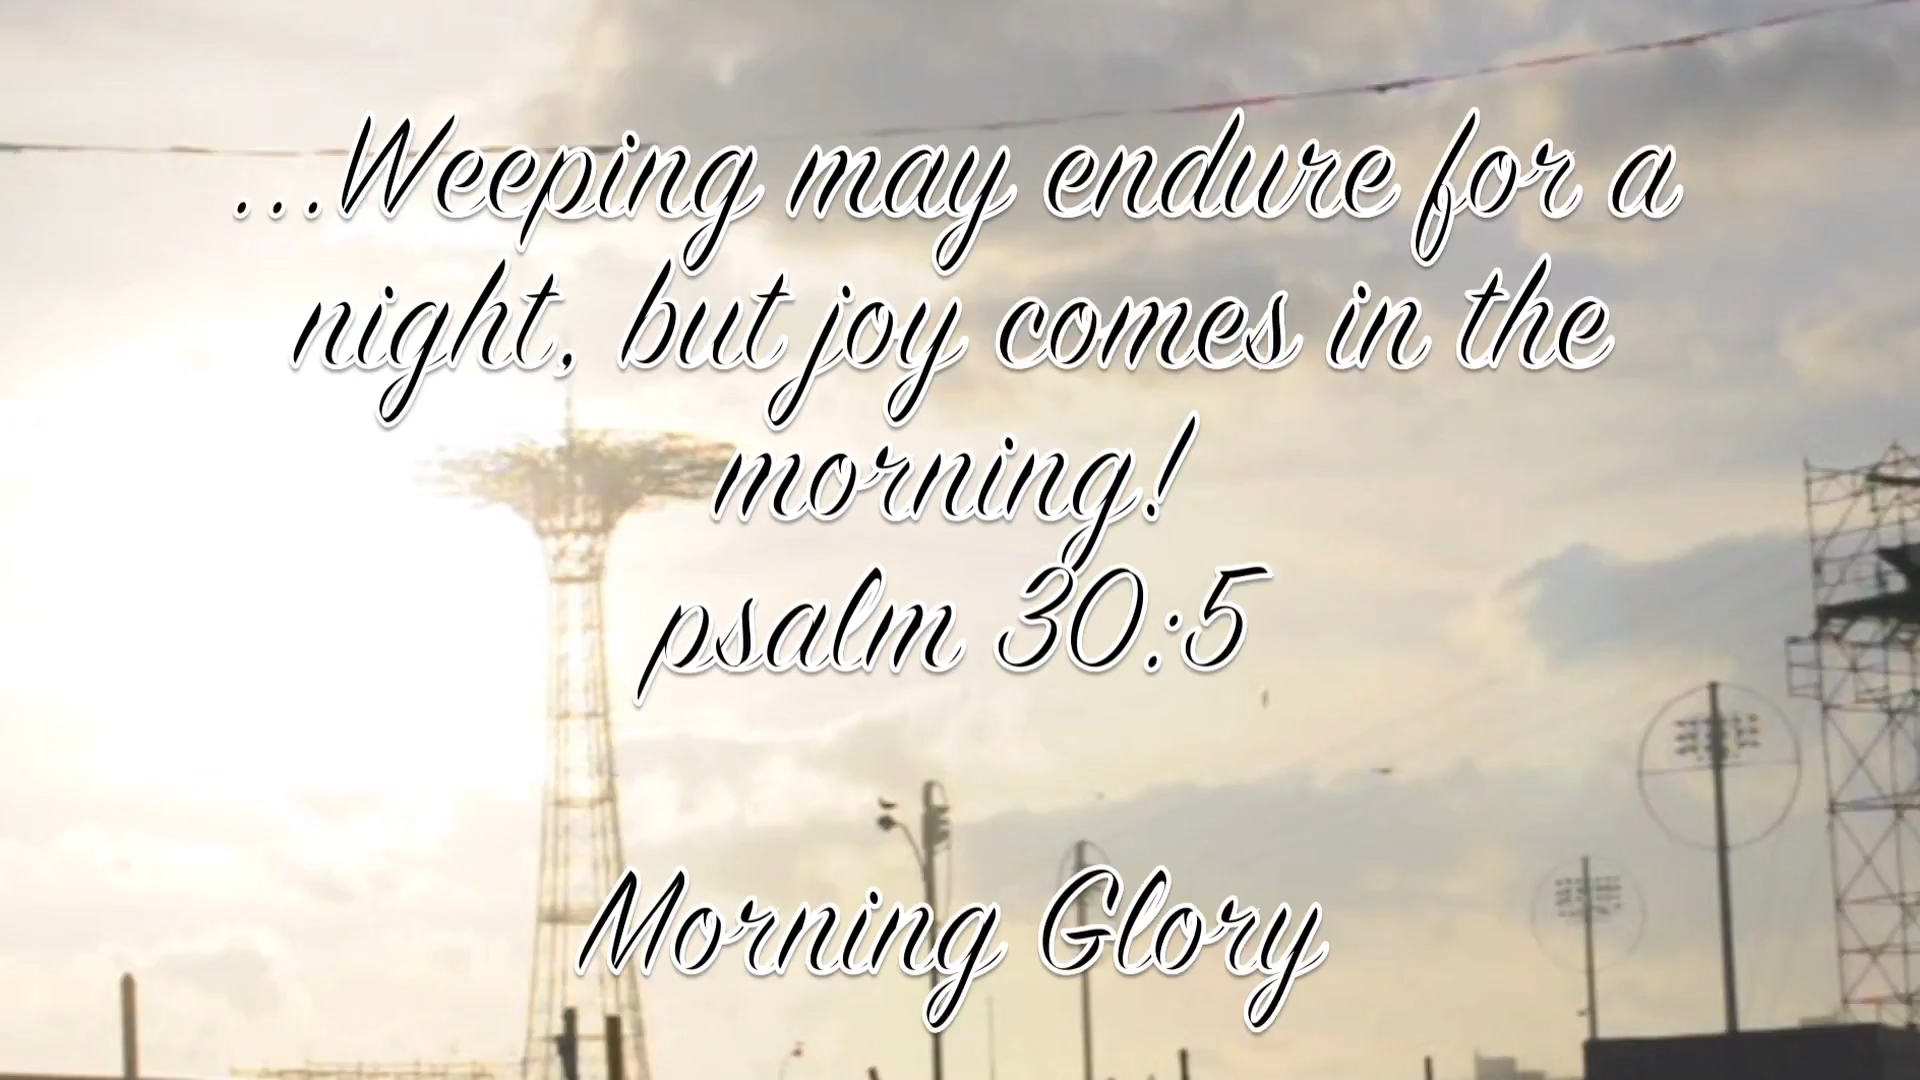 ...Weeping may endure for a
night, but joy comes in the
morning!
psalm 30:5
Morning Glory